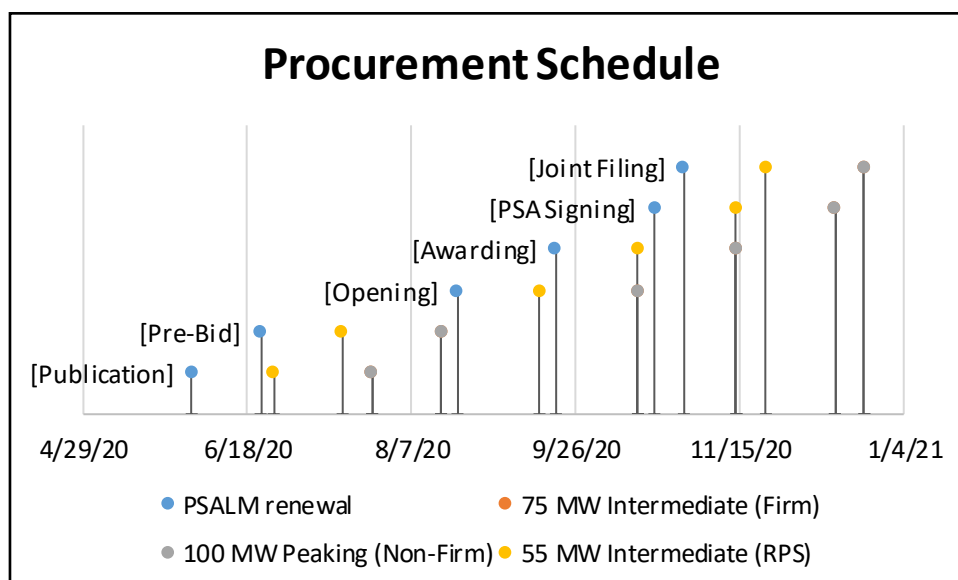 Procurement Schedule
[Joint Filing]
[PSA Signing]
[Awarding]
[Opening]
[Pre-Bid]
[Publication]
4/29/20 6/18/20 8/7/20 9/26/20 11/15/20 1/4/21
PSALM renewal 75 MW Intermediate (Firm)
100 MW Peaking (Non-Firm) 55 MW Intermediate (RPS)